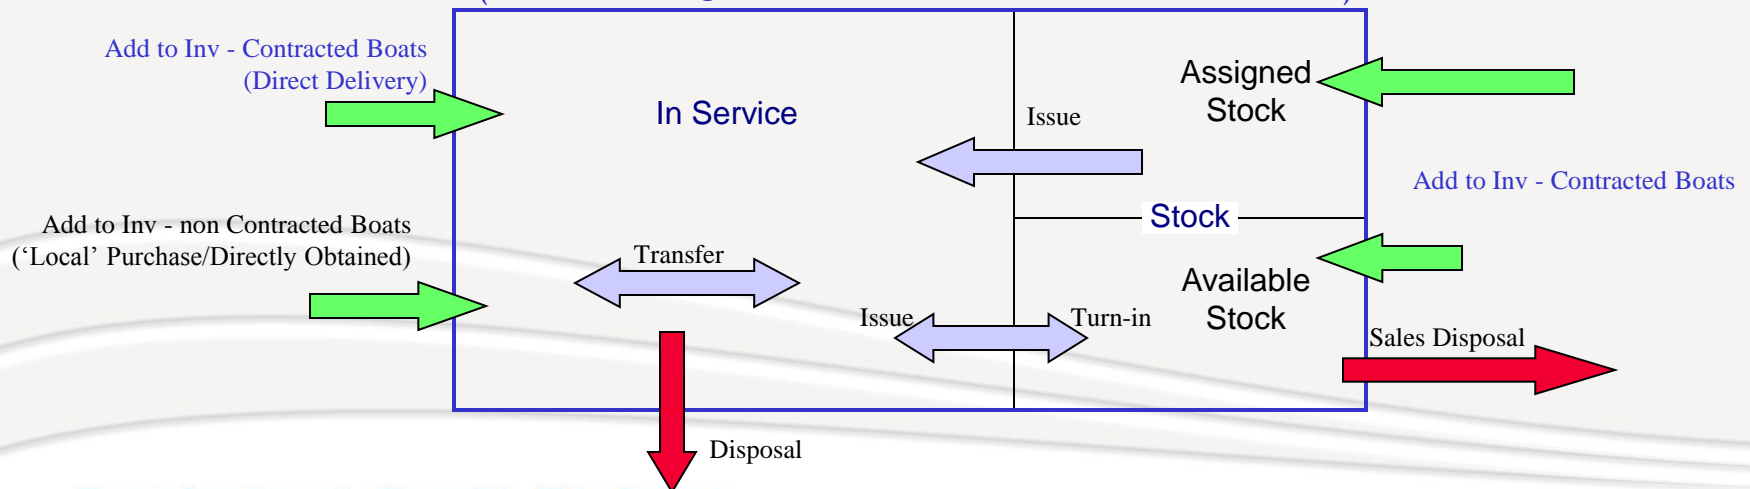 Add to Inv - Contracted Boats
(Direct Delivery)
In Service
Assigned
Stock
Issue
Add to Inv - Contracted Boats
Stock
Add to Inv - non Contracted Boats
(‘Local’ Purchase/Directly Obtained)
Transfer
Available
Stock
Issue
Turn-in
Sales Disposal
Disposal